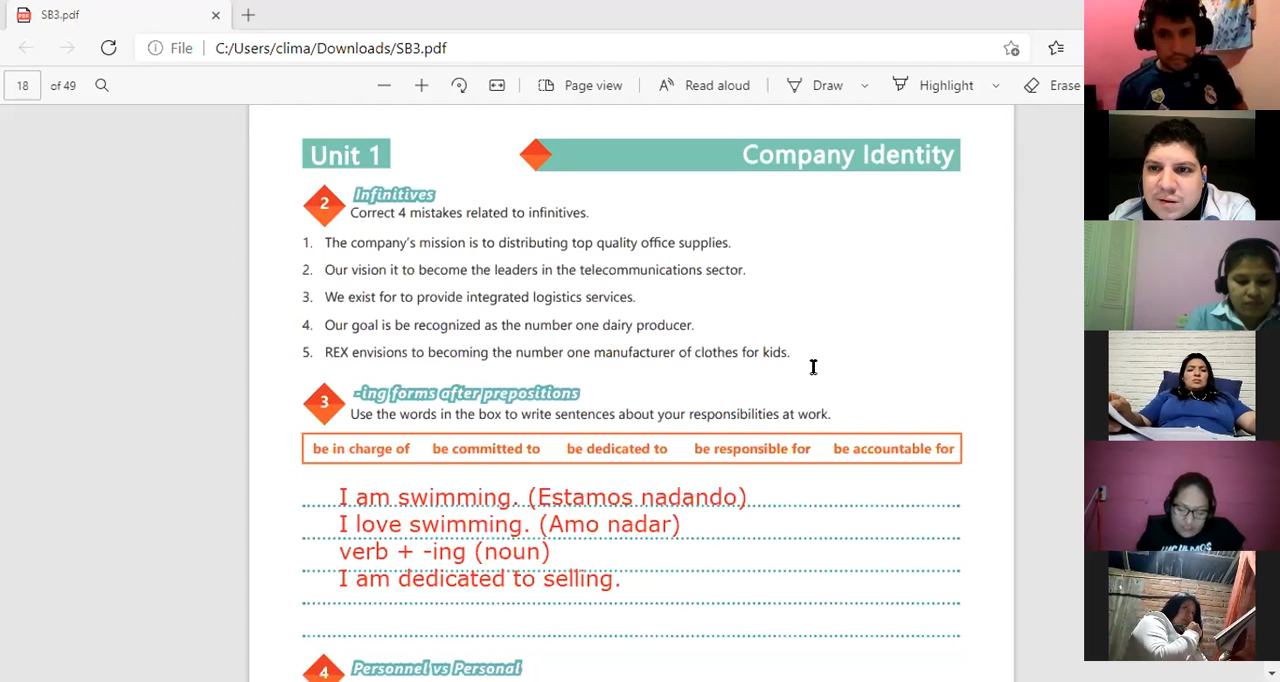 SB3.pdf
File C:/Users/clima/Downloads/SB3.pdf
18 of 49 Page view Read aloud Draw Highlight Erase
Unit 1 Company Identity
2 Infinitives
Correct 4 mistakes related to infinitives.
1. The company's mission is to distributing top quality office supplies.
2. Our vision it to become the leaders in the telecommunications sector.
3. We exist for to provide integrated logistics services.
4. Our goal is be recognized as the number one dairy producer.
5. REX envisions to becoming the number one manufacturer of clothes for kids.
3 -ing forms after prepositions
Use the words in the box to write sentences about your responsibilities at work.
be in charge of be committed to be dedicated to be responsible for be accountable for
I am swimming. (Estamos nadando)
I love swimming. (Amo nadar)
verb + -ing (noun)
I am dedicated to selling.
4 Personnel vs Personal